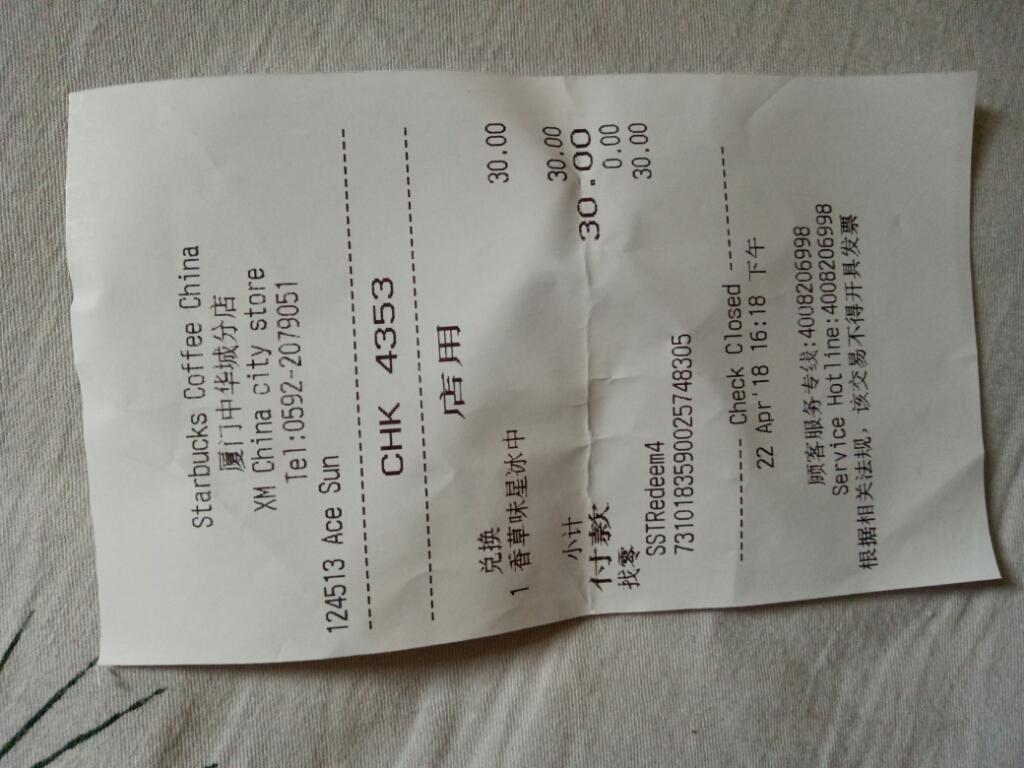 Starbucks Coffee China
厦门中华城分店
XM China city store
Tel:0592-2079051
124513 Ace Sun
CHK 4353
店用
兑换 30.00
1 香草味星冰中
小计 30.00
付款 30.00
找零 0.00
SSTRedeem4 30.00
7310183590025748305
Check Closed
22 Apr'18 16:18 下午
顾客服务专线:4008206998
Service Hotline:4008206998
根据相关法规，该交易不得开具发票